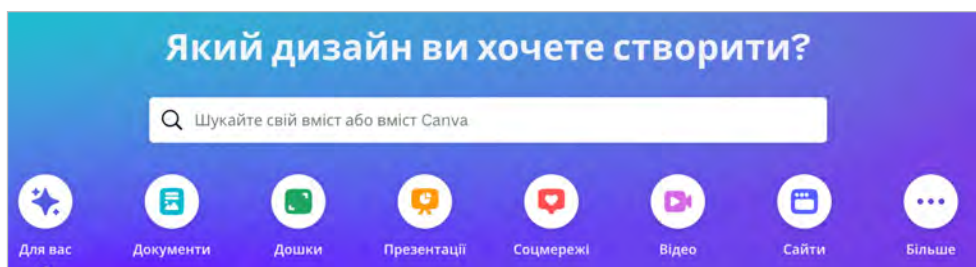 Який дизайн ви хочете створити?
Шукайте свій вміст або вміст Canva
Для вас Документи Дошки Презентації Соцмережі Відео Сайти Більше